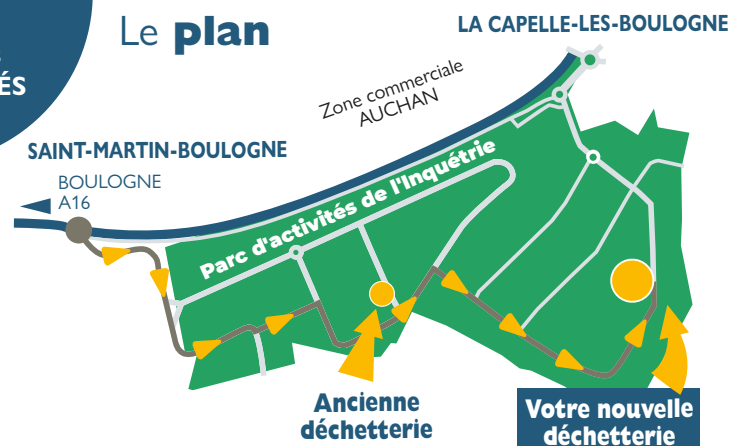 ÉS
Le plan
LA CAPELLE-LES-BOULOGNE
Zone commerciale
AUCHAN
SAINT-MARTIN-BOULOGNE
BOULOGNE
A16
Parc d'activités de l'Inquétrie
Ancienne
déchetterie
Votre nouvelle
déchetterie